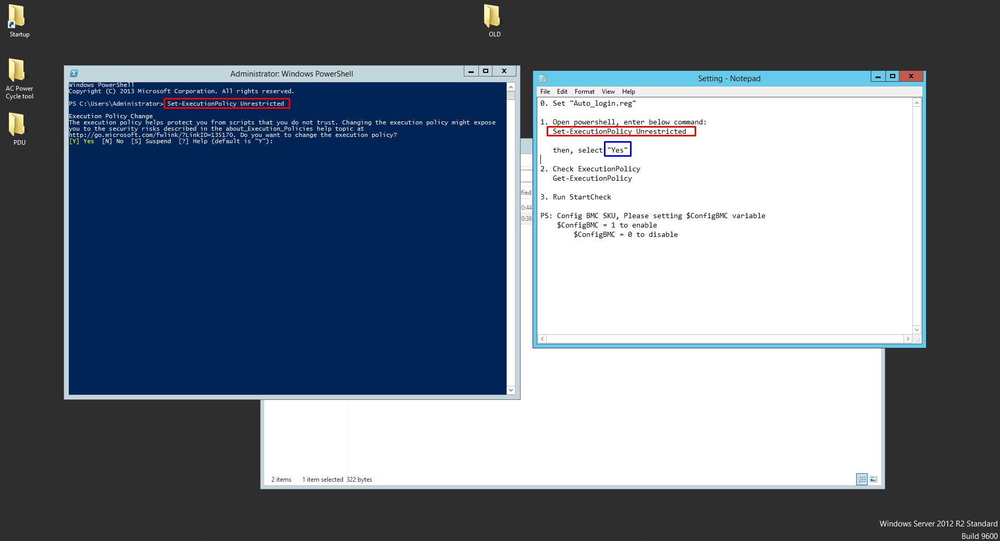 Startup
OLD
AC Power
Cycle tool
PDU
Administrator: Windows PowerShell
Windows PowerShell
Copyright (C) 2013 Microsoft Corporation. All rights reserved.
PS C:\Users\Administrator> Set-ExecutionPolicy Unrestricted
Execution Policy Change
The execution policy helps protect you from scripts that you do not trust. Changing the execution policy might expose
you to the security risks described in the about_Execution_Policies help topic at
http://go.microsoft.com/fwlink/?LinkID=135170. Do you want to change the execution policy?
[Y] Yes  [N] No  [S] Suspend  [?] Help (default is "Y"):
Setting - Notepad
File Edit Format View Help
0. Set "Auto_login.reg"
1. Open powershell, enter below command:
Set-ExecutionPolicy Unrestricted
then, select "Yes"
2. Check ExecutionPolicy
Get-ExecutionPolicy
3. Run StartCheck
PS: Config BMC SKU, Please setting $ConfigBMC variable
$ConfigBMC = 1 to enable
$ConfigBMC = 0 to disable
fied
0:44
0:36
2 items 1 item selected 322 bytes
Windows Server 2012 R2 Standard
Build 9600